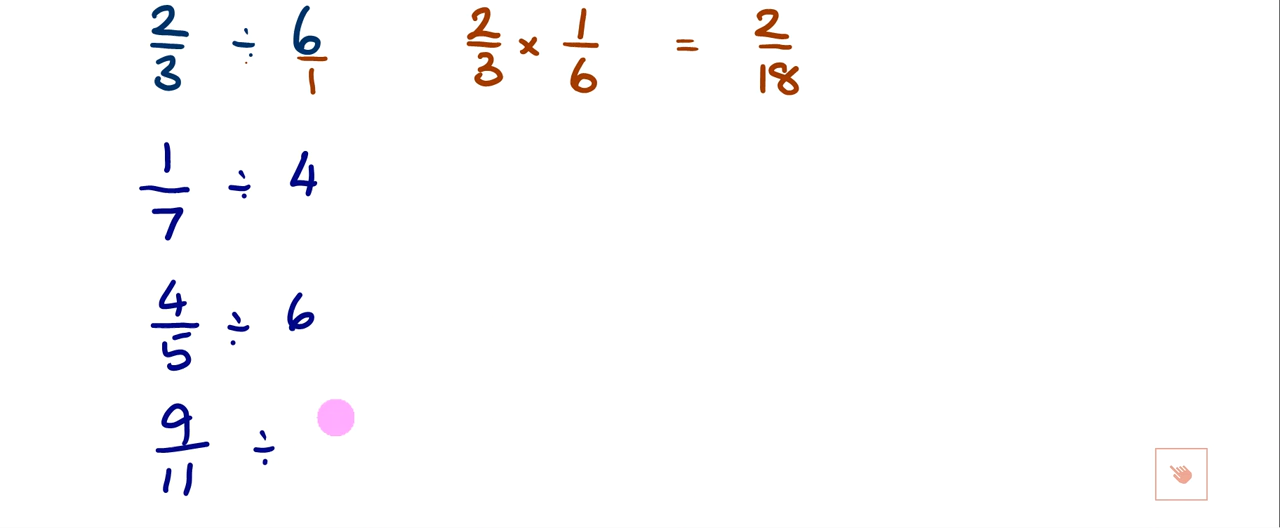 2/3 ÷ 6/1 2/3 × 1/6 = 2/18
1/7 ÷ 4
4/5 ÷ 6
9/11 ÷